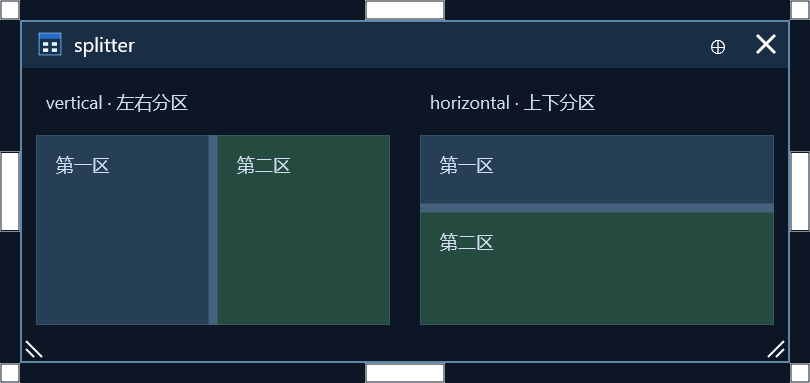 splitter
vertical · 左右分区
第一区
第二区
horizontal · 上下分区
第一区
第二区